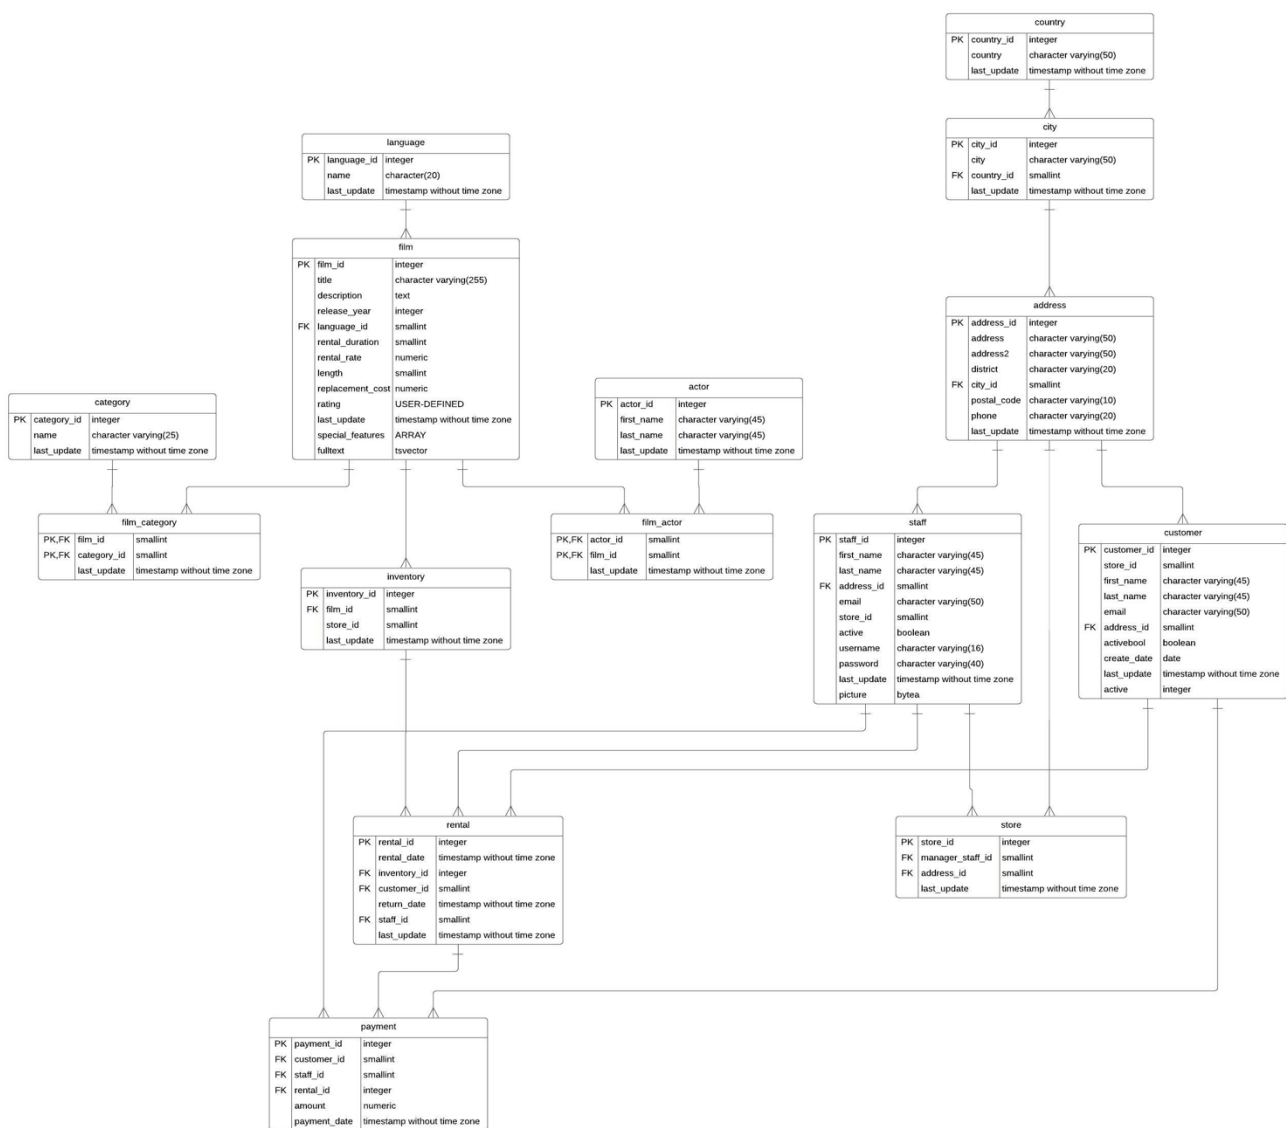 country
PK country_id integer
country character varying(50)
last_update timestamp without time zone
city
PK city_id integer
city character varying(50)
FK country_id smallint
last_update timestamp without time zone
language
PK language_id integer
name character(20)
last_update timestamp without time zone
film
PK film_id integer
title character varying(255)
description text
release_year integer
FK language_id smallint
rental_duration smallint
rental_rate numeric
length smallint
replacement_cost numeric
rating USER-DEFINED
last_update timestamp without time zone
special_features ARRAY
fulltext tsvector
address
PK address_id integer
address character varying(50)
address2 character varying(50)
district character varying(20)
FK city_id smallint
postal_code character varying(10)
phone character varying(20)
last_update timestamp without time zone
category
PK category_id integer
name character varying(25)
last_update timestamp without time zone
actor
PK actor_id integer
first_name character varying(45)
last_name character varying(45)
last_update timestamp without time zone
film_category
PK,FK film_id smallint
PK,FK category_id smallint
last_update timestamp without time zone
film_actor
PK,FK actor_id smallint
PK,FK film_id smallint
last_update timestamp without time zone
inventory
PK inventory_id integer
FK film_id smallint
store_id smallint
last_update timestamp without time zone
staff
PK staff_id integer
first_name character varying(45)
last_name character varying(45)
FK address_id smallint
email character varying(50)
store_id smallint
active boolean
username character varying(16)
password character varying(40)
last_update timestamp without time zone
picture bytea
customer
PK customer_id integer
store_id smallint
first_name character varying(45)
last_name character varying(45)
email character varying(50)
FK address_id smallint
activebool boolean
create_date date
last_update timestamp without time zone
active integer
rental
PK rental_id integer
rental_date timestamp without time zone
FK inventory_id integer
FK customer_id smallint
return_date timestamp without time zone
FK staff_id smallint
last_update timestamp without time zone
store
PK store_id integer
FK manager_staff_id smallint
FK address_id smallint
last_update timestamp without time zone
payment
PK payment_id integer
FK customer_id smallint
FK staff_id smallint
FK rental_id integer
amount numeric
payment_date timestamp without time zone